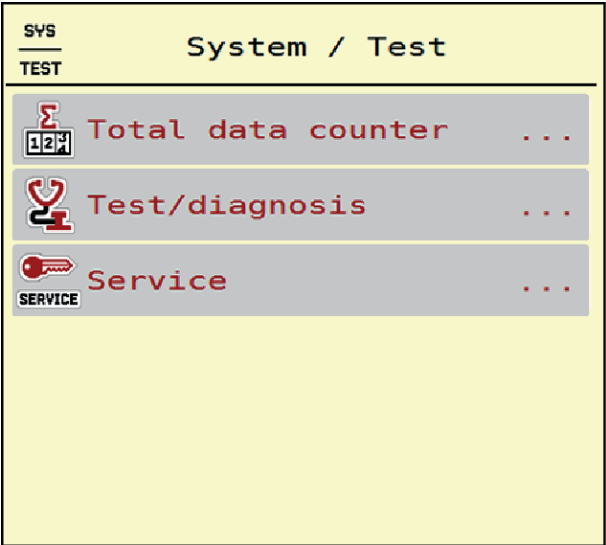 SYS
TEST
System / Test
Σ
123
Total data counter ...
Test/diagnosis ...
SERVICE
Service ...